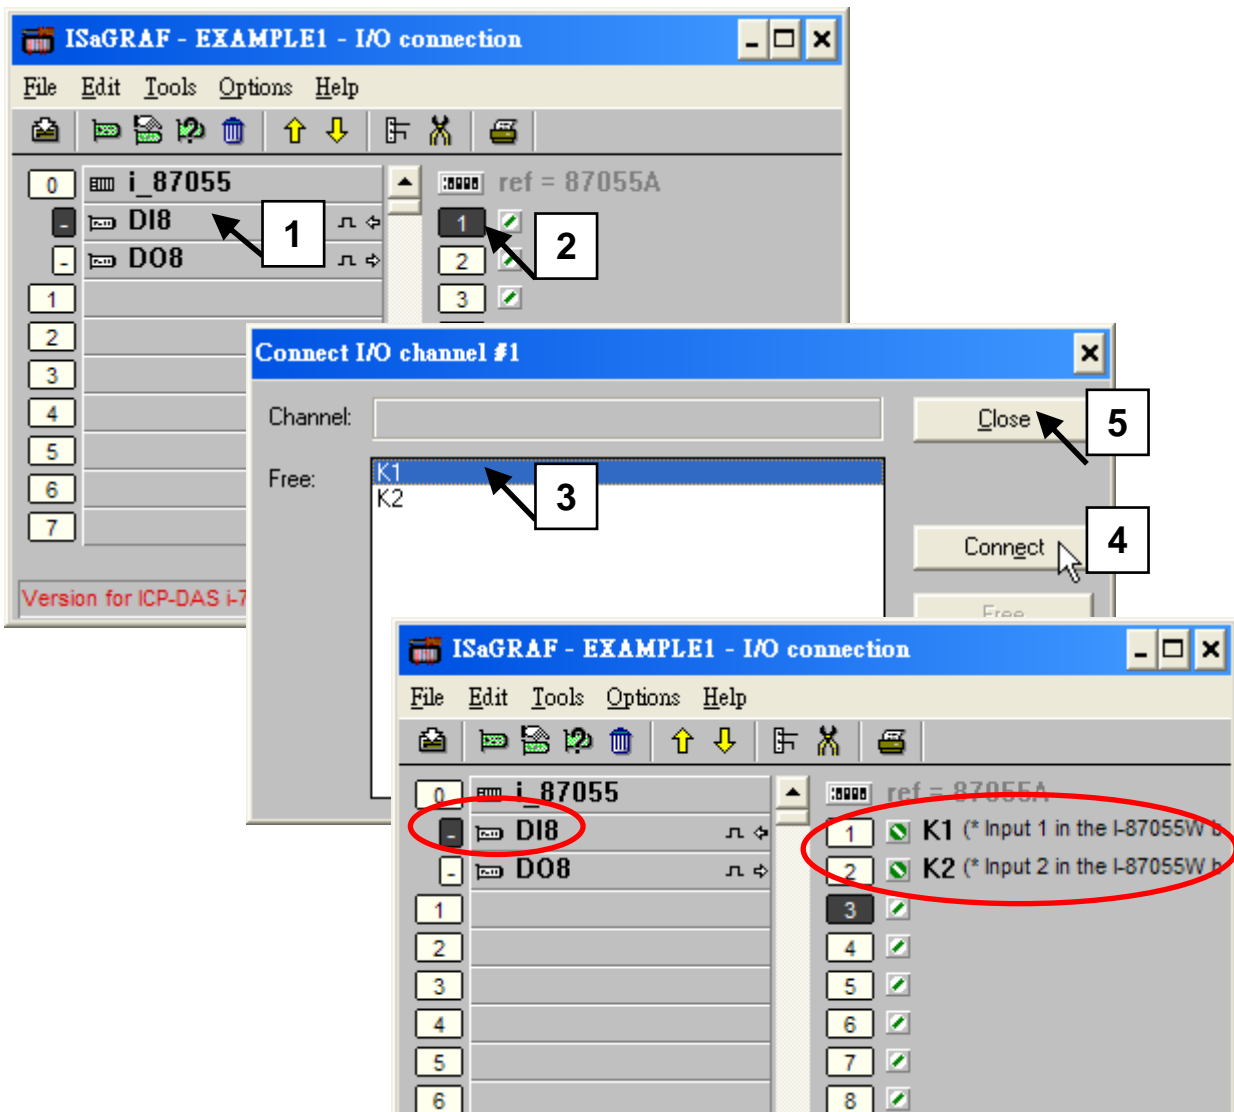 ISaGRAF - EXAMPLE1 - I/O connection
File Edit Tools Options Help
0 i_87055 ref = 87055A
- DI8 1 1 2
- DO8 2
1 3
2
3
4
5
6
7
Version for ICP-DAS i-7
Connect I/O channel #1
Channel: Close 5
Free: K1 3
K2
Connect 4
Free
ISaGRAF - EXAMPLE1 - I/O connection
File Edit Tools Options Help
0 i_87055 ref = 87055A
- DI8 1 K1 (* Input 1 in the I-87055W b
- DO8 2 K2 (* Input 2 in the I-87055W b
1 3
2 4
3 5
4 6
5 7
6 8